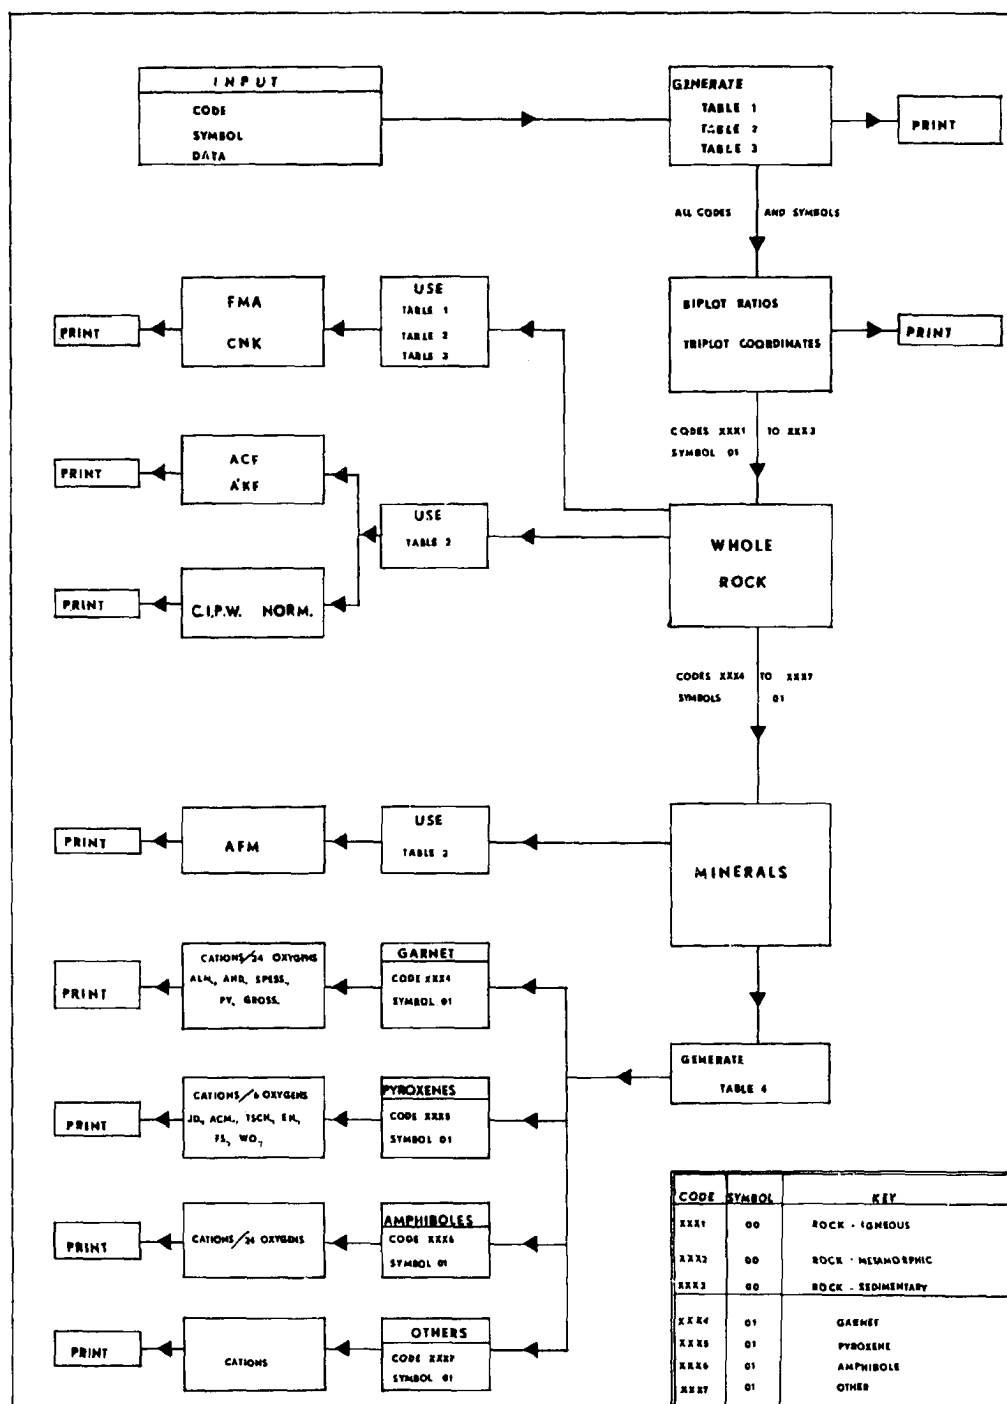 INPUT
CODE
SYMBOL
DATA
GENERATE
TABLE 1
TABLE 2
TABLE 3
PRINT
ALL CODES AND SYMBOLS
BIPLOT RATIOS
TRIPLOT COORDINATES
PRINT
USE
TABLE 1
TABLE 2
TABLE 3
FMA
CNK
PRINT
CODES XXX1 TO XXX3
SYMBOL 01
WHOLE
ROCK
USE
TABLE 2
ACF
A'KF
PRINT
C.I.P.W. NORM.
PRINT
CODES XXX4 TO XXX7
SYMBOLS 01
MINERALS
USE
TABLE 2
AFM
PRINT
GENERATE
TABLE 4
GARNET
CODE XXX4
SYMBOL 01
CATIONS/24 OXYGENS
ALM., AND., SPESS.,
PY., GROSS.
PRINT
PYROXENES
CODE XXX5
SYMBOL 01
CATIONS/6 OXYGENS
JD., ACM., TSCH., EN.,
FS., WO.,
PRINT
AMPHIBOLES
CODE XXX6
SYMBOL 01
CATIONS/24 OXYGENS
PRINT
OTHERS
CODE XXX7
SYMBOL 01
CATIONS
PRINT
CODE SYMBOL KEY
XXX1 00 ROCK - IGNEOUS
XXX2 00 ROCK - METAMORPHIC
XXX3 00 ROCK - SEDIMENTARY
XXX4 01 GARNET
XXX5 01 PYROXENE
XXX6 01 AMPHIBOLE
XXX7 01 OTHER